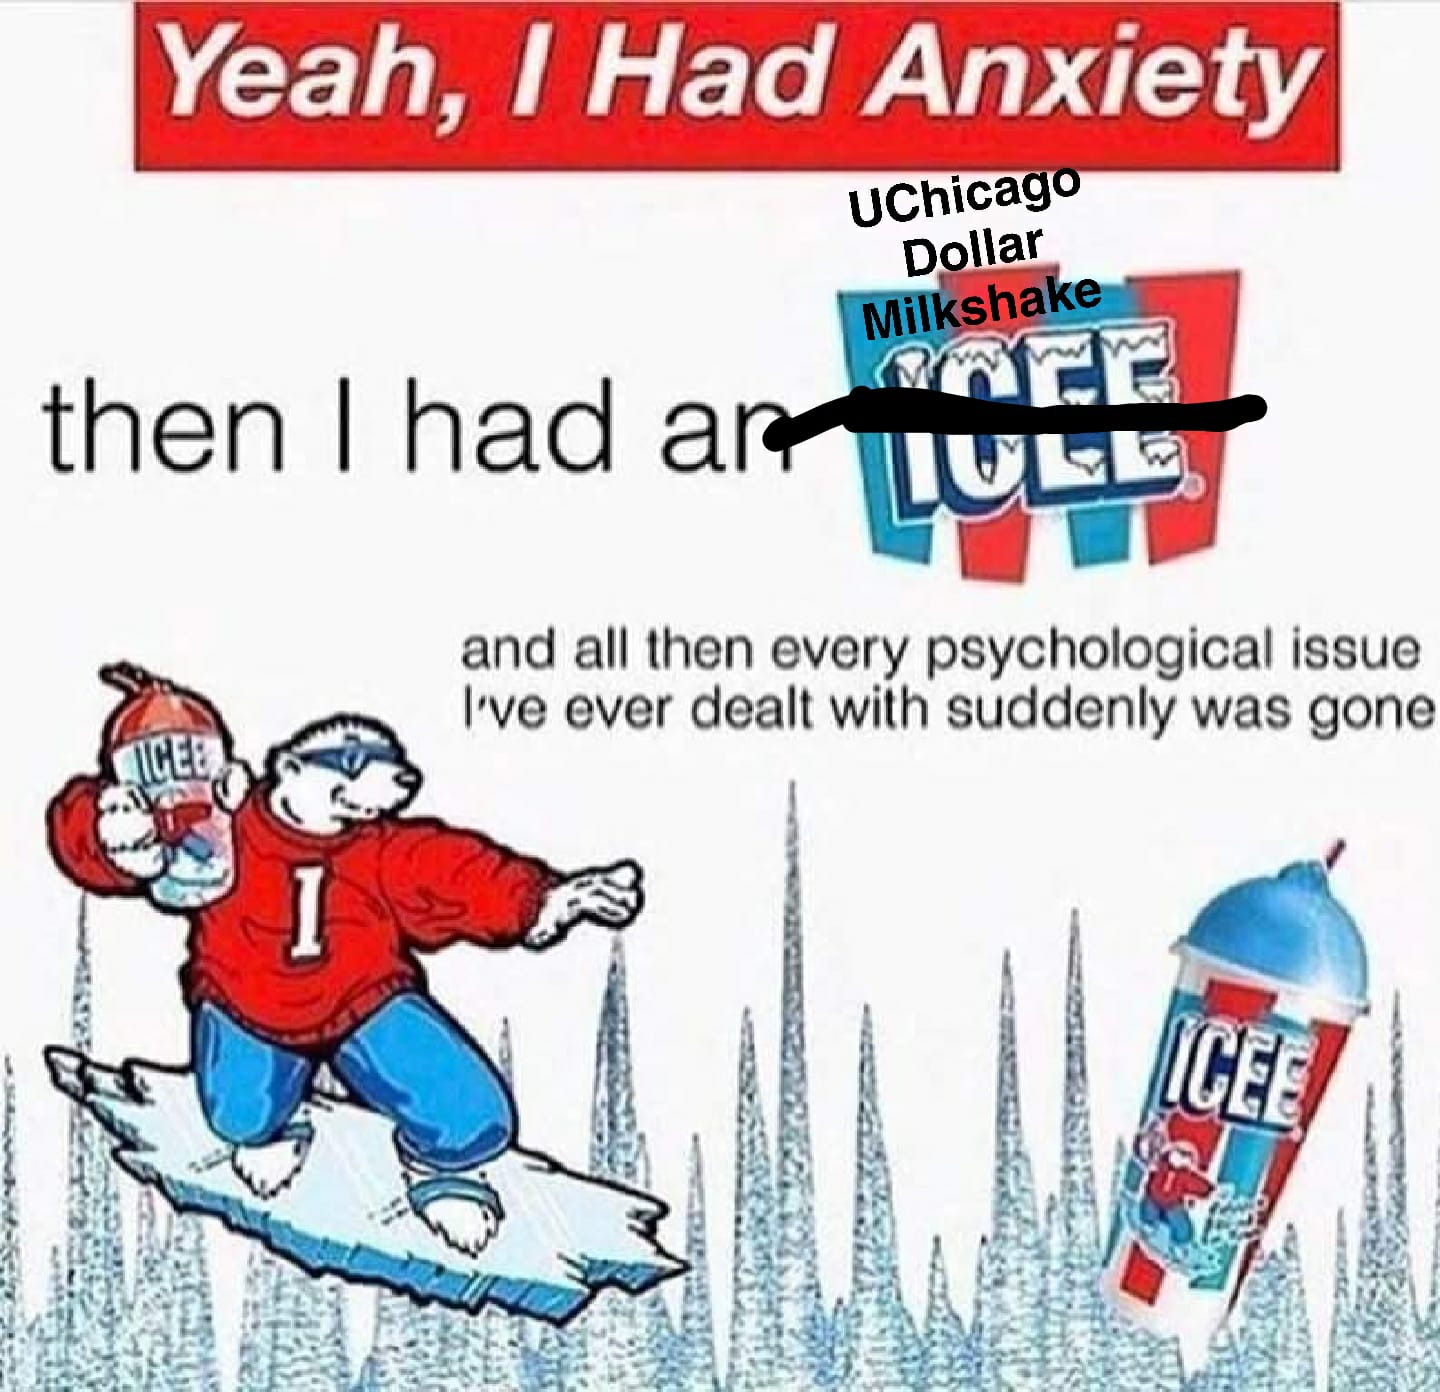 Yeah, I Had Anxiety
UChicago
Dollar
Milkshake
then I had an ICEE
and all then every psychological issue
I've ever dealt with suddenly was gone
ICEE
I
ICEE